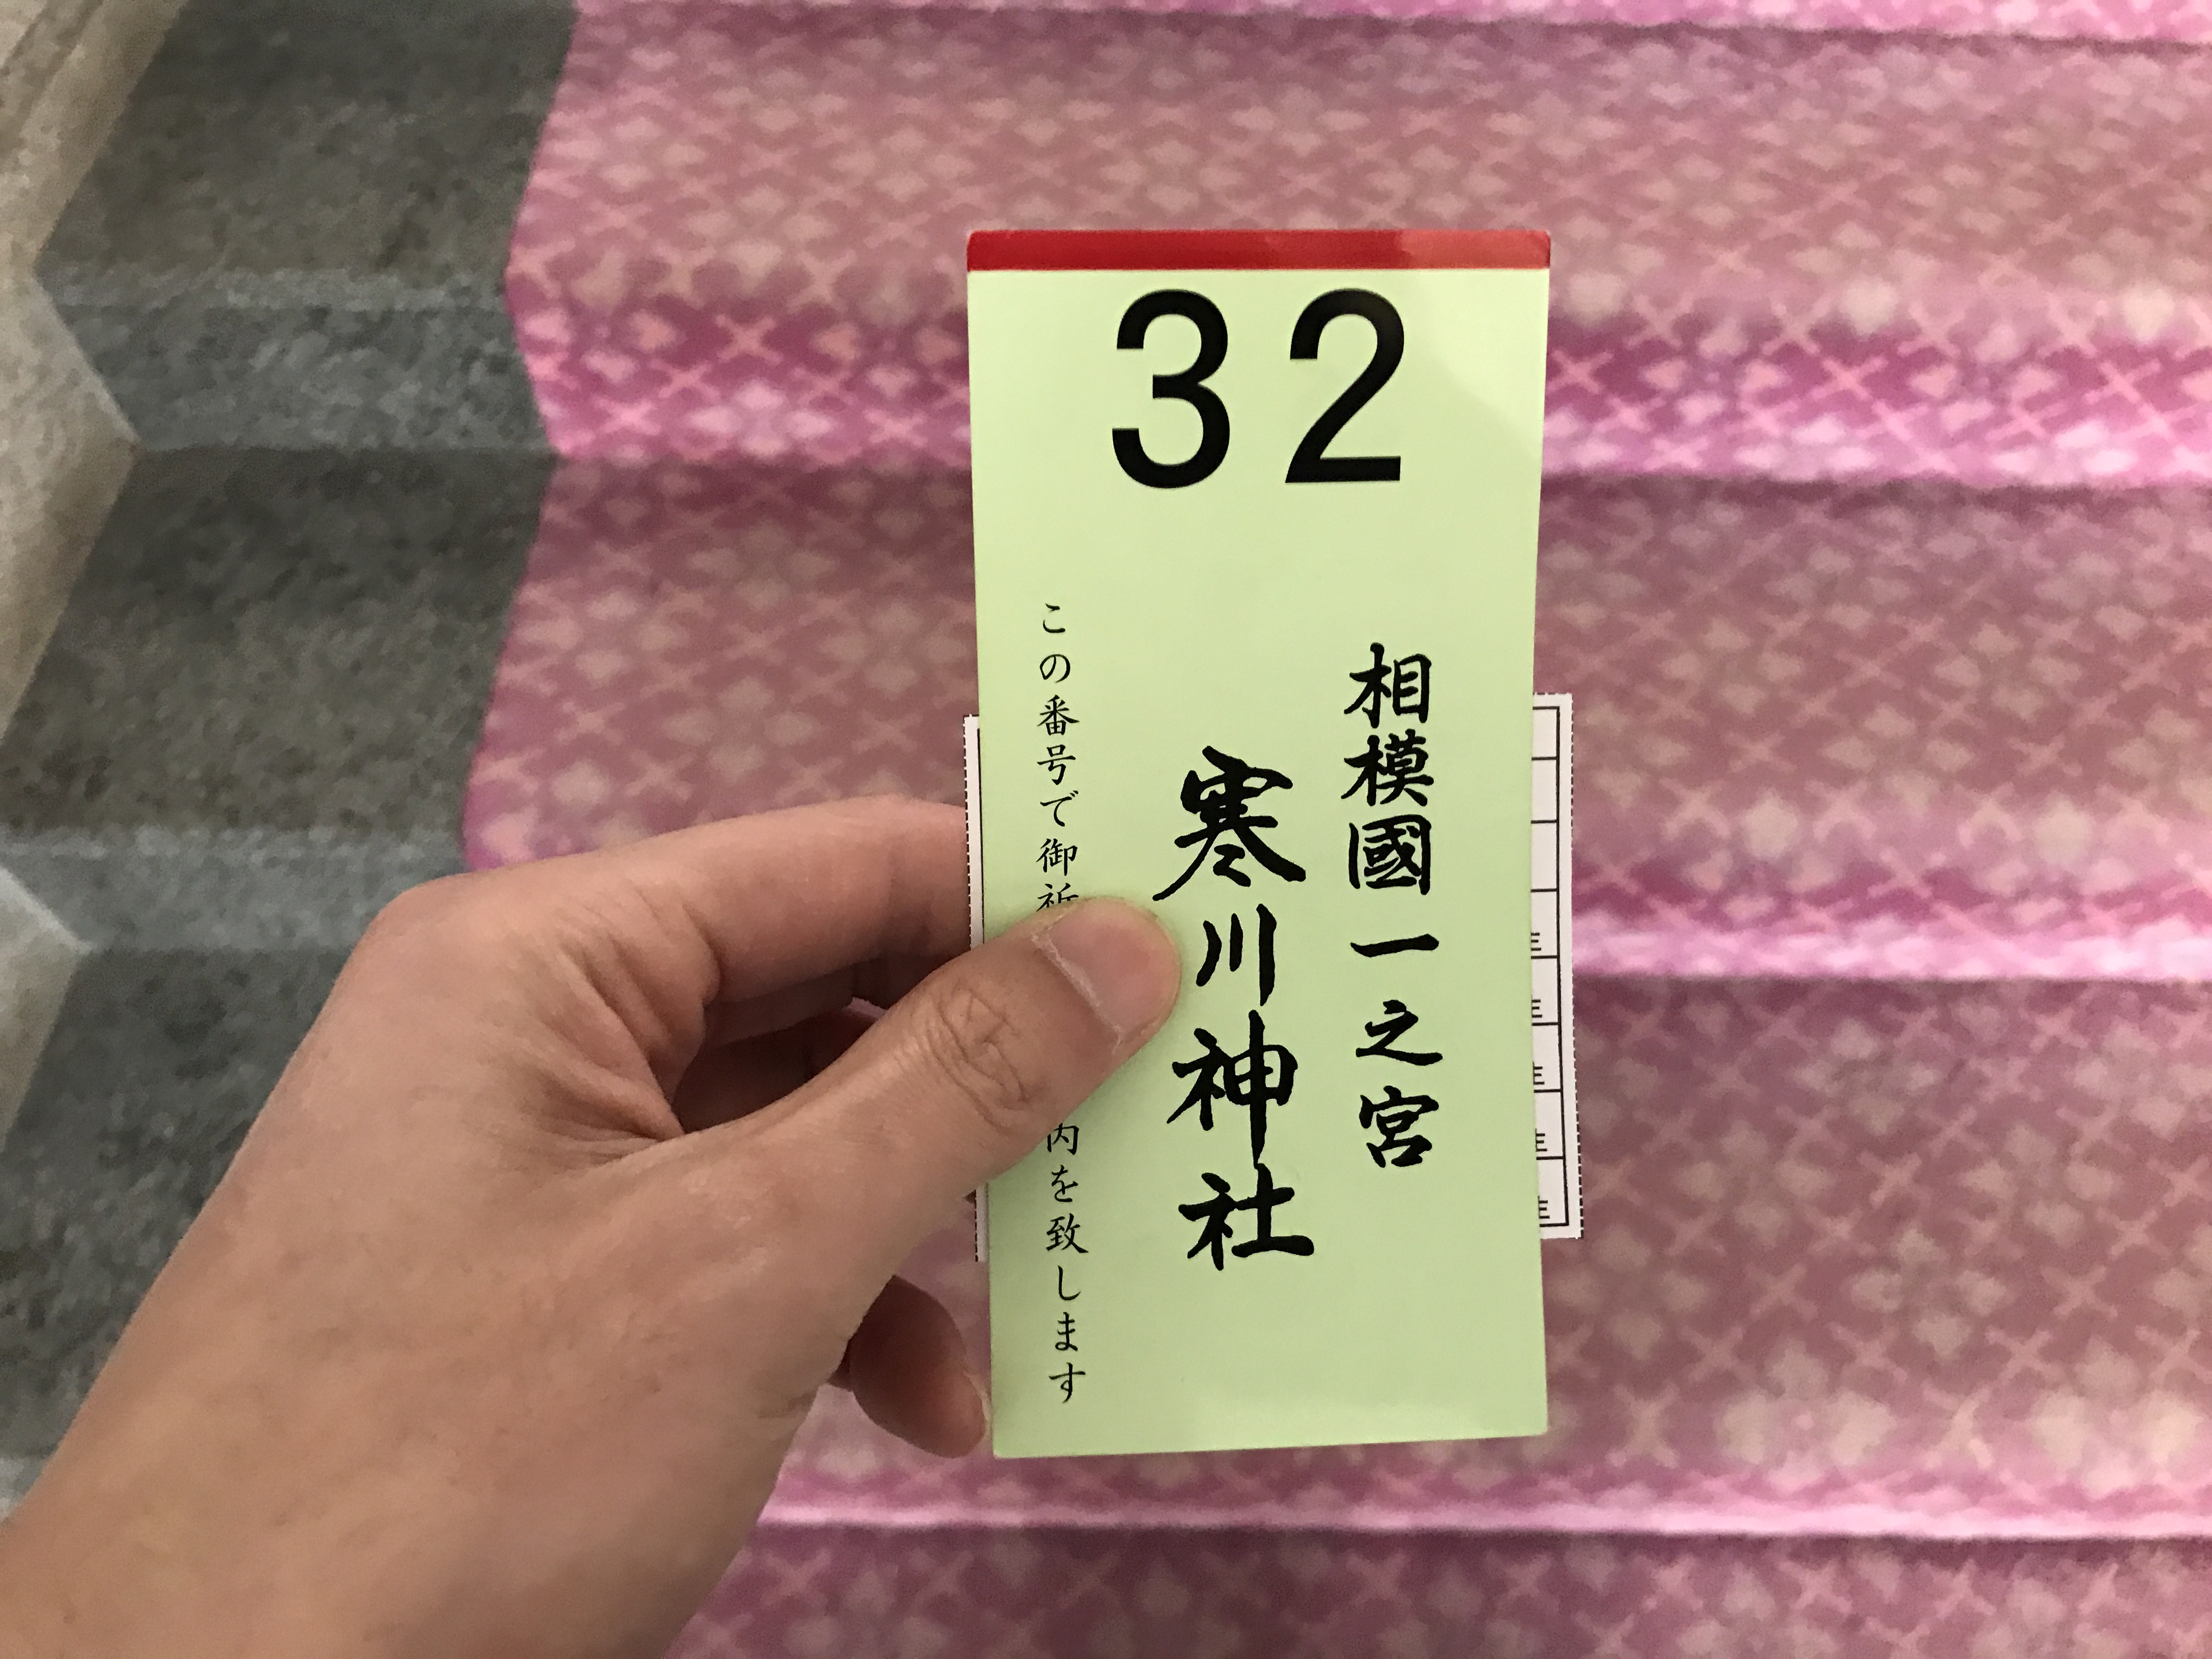 32
相模國一之宮
寒川神社
この番号で御祈
内を致します